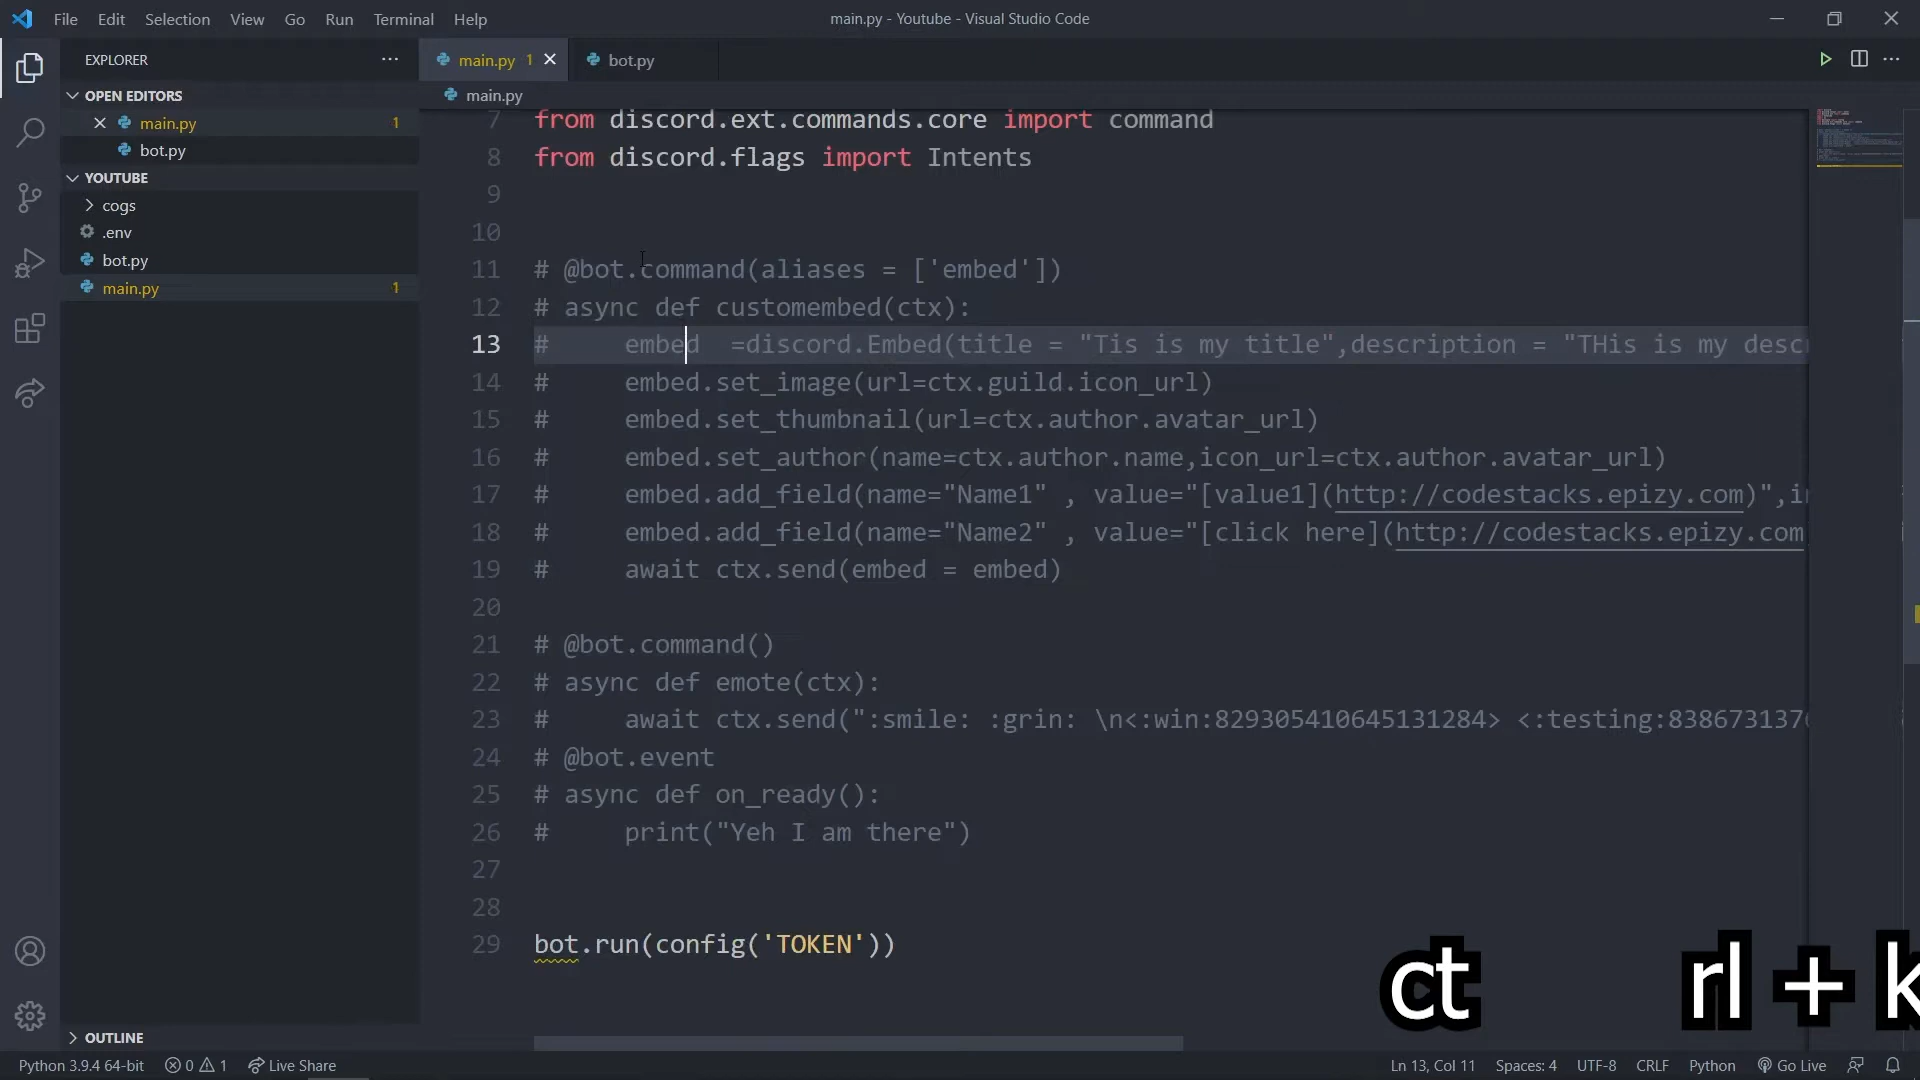 File Edit Selection View Go Run Terminal Help
main.py - Youtube - Visual Studio Code
EXPLORER
OPEN EDITORS
main.py 1
bot.py
YOUTUBE
cogs
.env
bot.py
main.py 1
OUTLINE
main.py 1
bot.py
main.py
7 from discord.ext.commands.core import command
8 from discord.flags import Intents
9
10
11 # @bot.command(aliases = ['embed'])
12 # async def customembed(ctx):
13 #     embed  =discord.Embed(title = "Tis is my title",description = "THis is my desc
14 #     embed.set_image(url=ctx.guild.icon_url)
15 #     embed.set_thumbnail(url=ctx.author.avatar_url)
16 #     embed.set_author(name=ctx.author.name,icon_url=ctx.author.avatar_url)
17 #     embed.add_field(name="Name1" , value="[value1](http://codestacks.epizy.com)",i
18 #     embed.add_field(name="Name2" , value="[click here](http://codestacks.epizy.com
19 #     await ctx.send(embed = embed)
20
21 # @bot.command()
22 # async def emote(ctx):
23 #     await ctx.send(":smile: :grin: \n<:win:829305410645131284> <:testing:8386731370
24 # @bot.event
25 # async def on_ready():
26 #     print("Yeh I am there")
27
28
29 bot.run(config('TOKEN'))
ct rl + k
Python 3.9.4 64-bit 0 1 Live Share
Ln 13, Col 11 Spaces: 4 UTF-8 CRLF Python Go Live